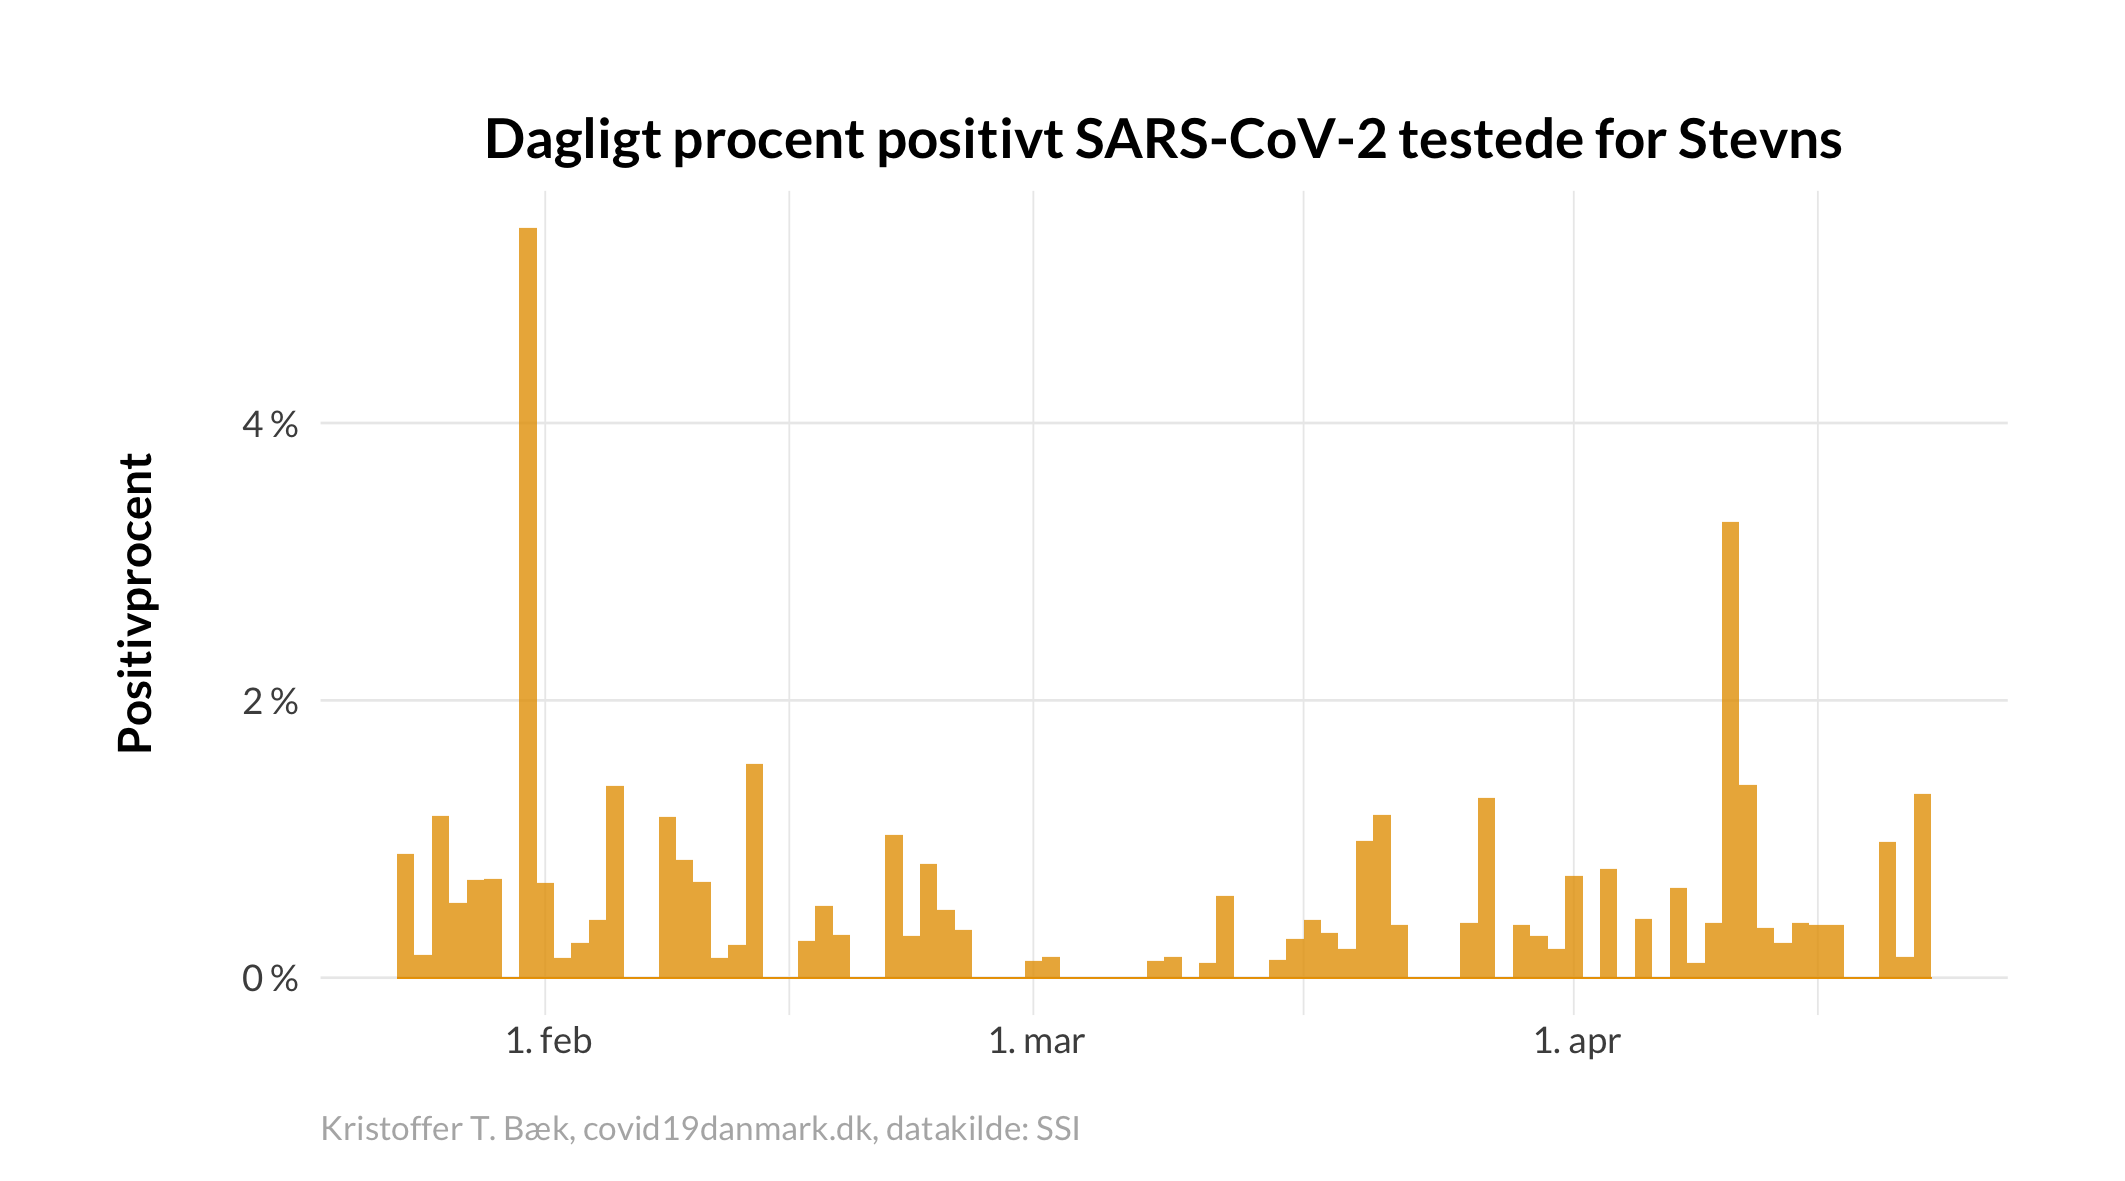 Dagligt procent positivt SARS-CoV-2 testede for Stevns
Positivprocent
4 %
2 %
0 %
1. feb
1. mar
1. apr
Kristoffer T. Bæk, covid19danmark.dk, datakilde: SSI